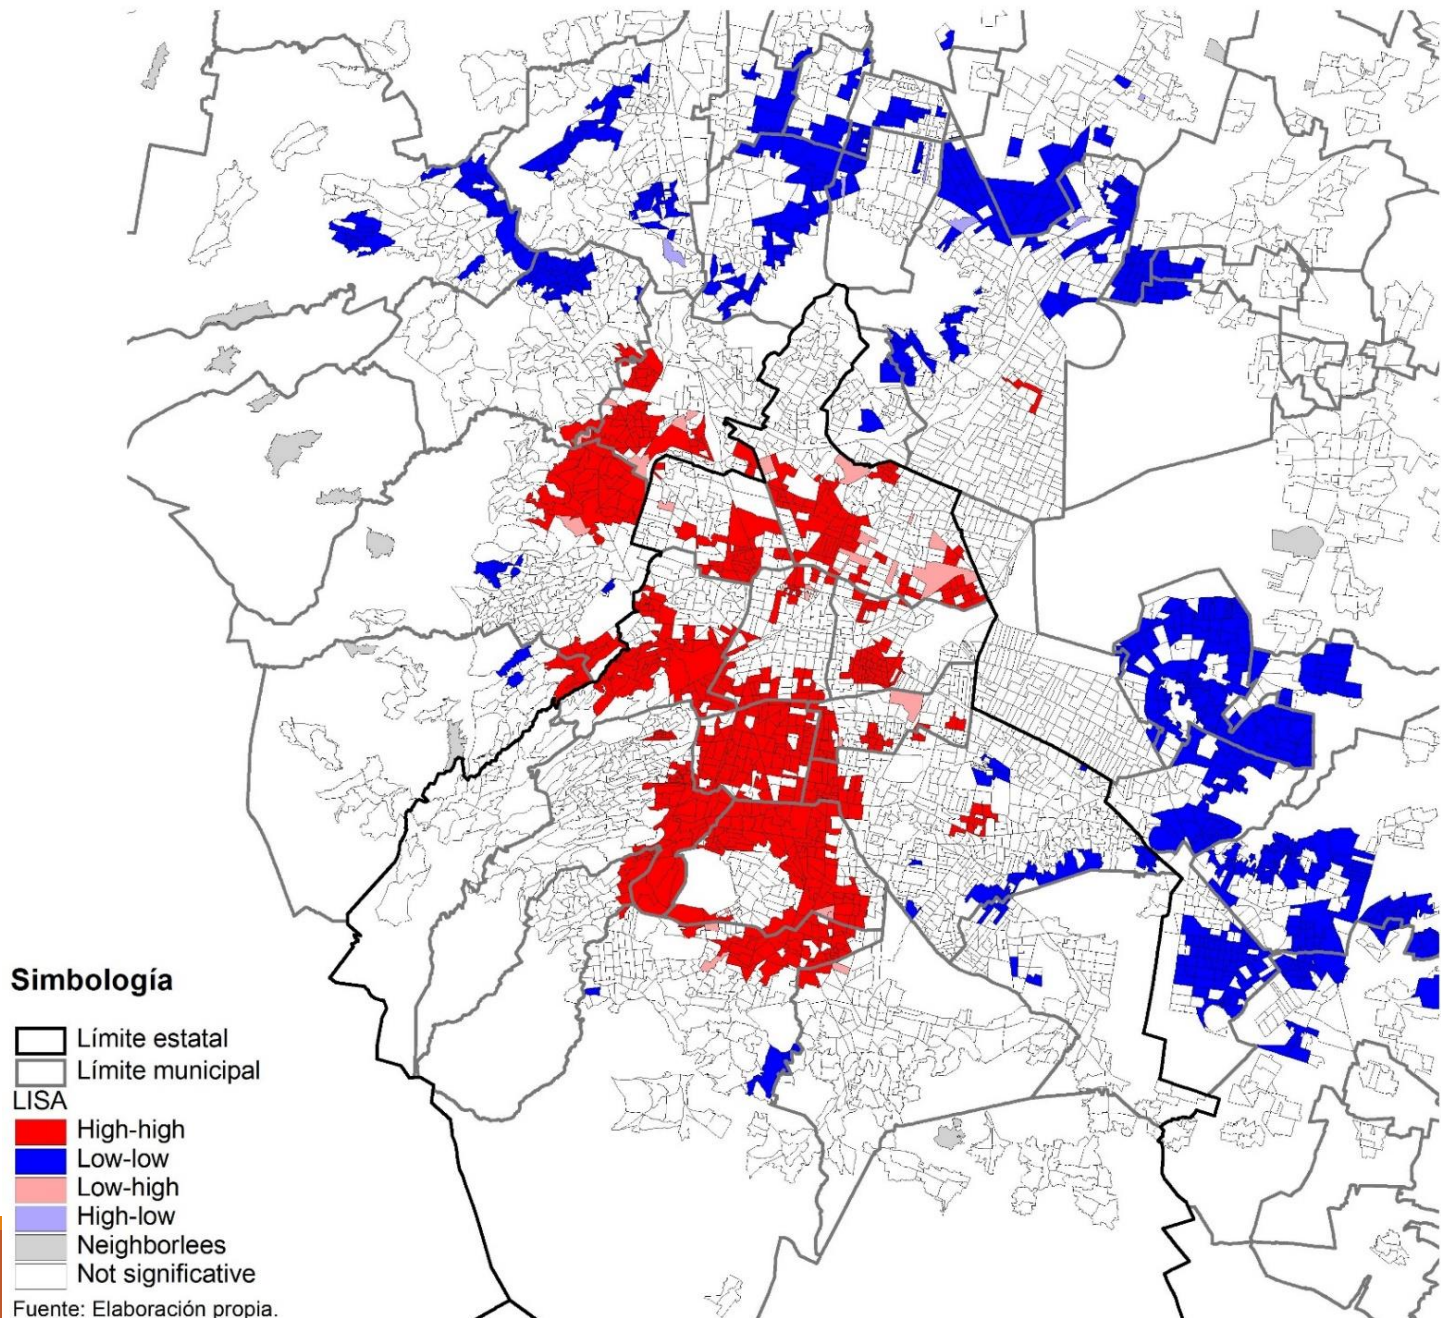 Simbología
Límite estatal
Límite municipal
LISA
High-high
Low-low
Low-high
High-low
Neighborlees
Not significative
Fuente: Elaboración propia.